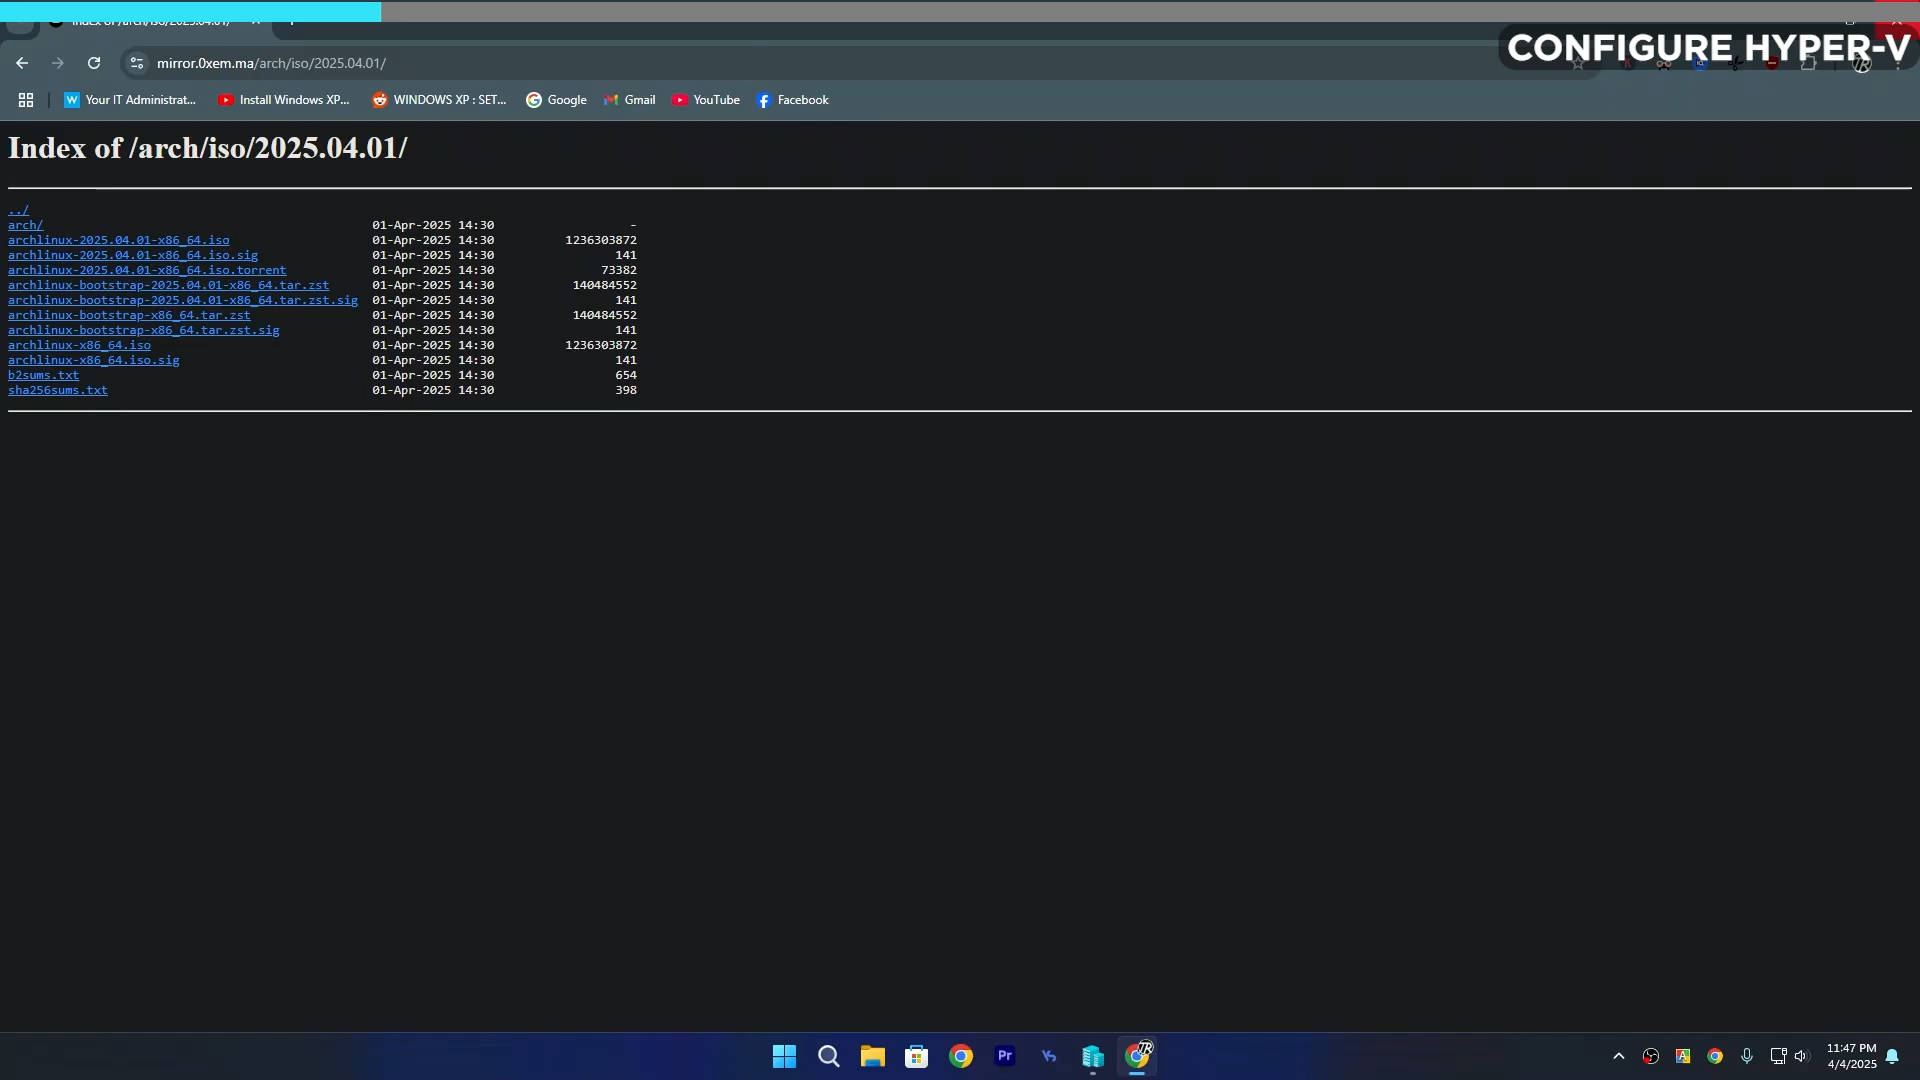 Index of /arch/iso/2025.04.01/
CONFIGURE HYPER-V
mirror.0xem.ma/arch/iso/2025.04.01/
Your IT Administrat... Install Windows XP... WINDOWS XP : SET... Google Gmail YouTube Facebook
Index of /arch/iso/2025.04.01/
../
arch/ 01-Apr-2025 14:30 -
archlinux-2025.04.01-x86_64.iso 01-Apr-2025 14:30 1236303872
archlinux-2025.04.01-x86_64.iso.sig 01-Apr-2025 14:30 141
archlinux-2025.04.01-x86_64.iso.torrent 01-Apr-2025 14:30 73382
archlinux-bootstrap-2025.04.01-x86_64.tar.zst 01-Apr-2025 14:30 140484552
archlinux-bootstrap-2025.04.01-x86_64.tar.zst.sig 01-Apr-2025 14:30 141
archlinux-bootstrap-x86_64.tar.zst 01-Apr-2025 14:30 140484552
archlinux-bootstrap-x86_64.tar.zst.sig 01-Apr-2025 14:30 141
archlinux-x86_64.iso 01-Apr-2025 14:30 1236303872
archlinux-x86_64.iso.sig 01-Apr-2025 14:30 141
b2sums.txt 01-Apr-2025 14:30 654
sha256sums.txt 01-Apr-2025 14:30 398
Pr
11:47 PM
4/4/2025